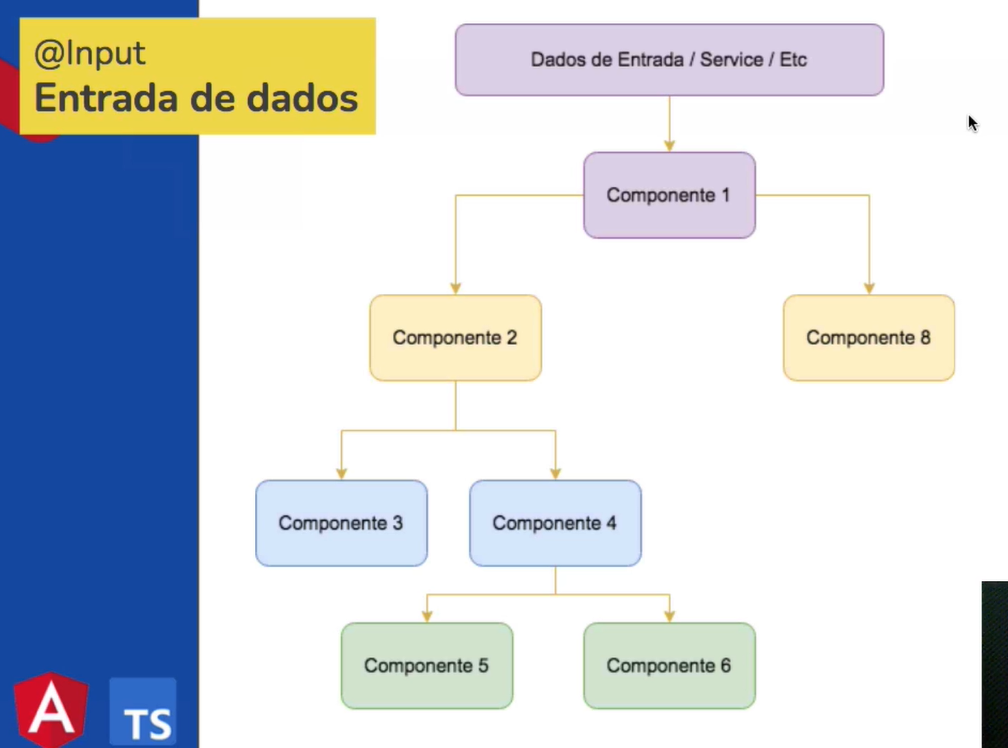 @Input
Entrada de dados
Dados de Entrada / Service / Etc
Componente 1
Componente 2
Componente 8
Componente 3
Componente 4
Componente 5
Componente 6
A
TS